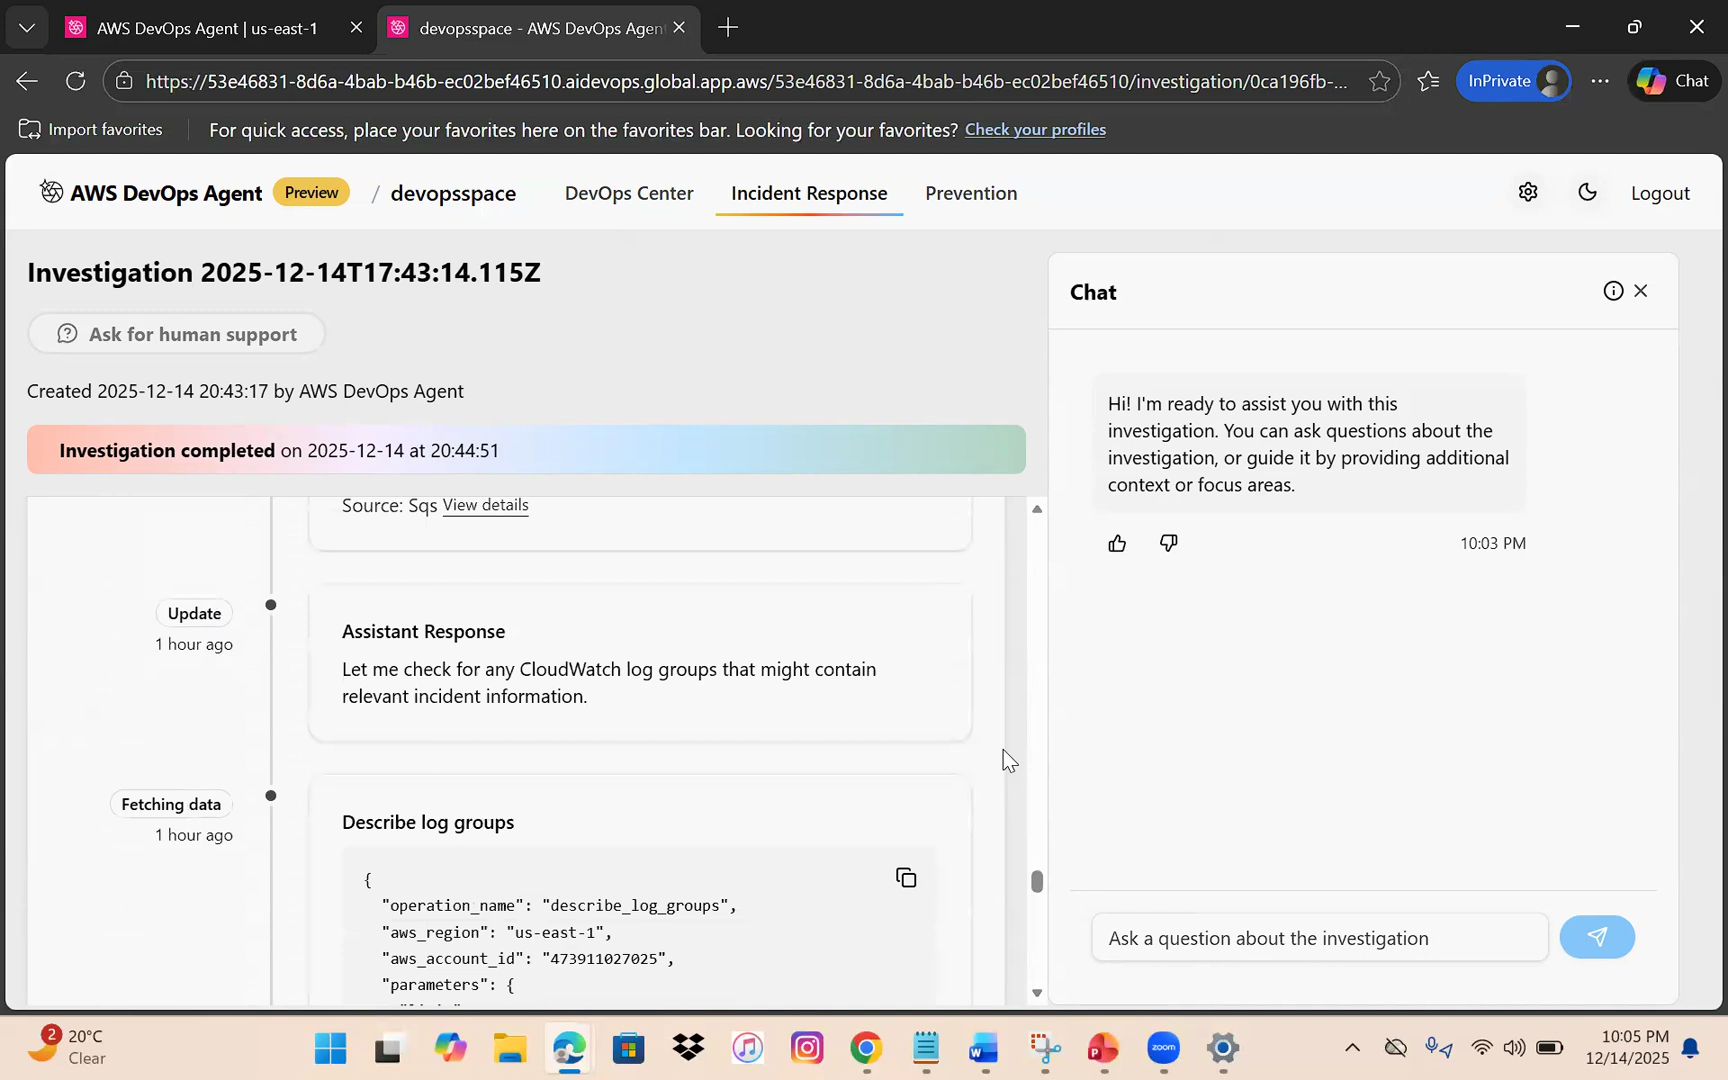 AWS DevOps Agent | us-east-1
devopsspace - AWS DevOps Agent
https://53e46831-8d6a-4bab-b46b-ec02bef46510.aidevops.global.app.aws/53e46831-8d6a-4bab-b46b-ec02bef46510/investigation/0ca196fb-...
InPrivate
Chat
Import favorites
For quick access, place your favorites here on the favorites bar. Looking for your favorites? Check your profiles
AWS DevOps Agent
Preview
/ devopsspace
DevOps Center
Incident Response
Prevention
Logout
Investigation 2025-12-14T17:43:14.115Z
Ask for human support
Created 2025-12-14 20:43:17 by AWS DevOps Agent
Investigation completed on 2025-12-14 at 20:44:51
Source: Sqs View details
Update
1 hour ago
Assistant Response
Let me check for any CloudWatch log groups that might contain
relevant incident information.
Fetching data
1 hour ago
Describe log groups
{
"operation_name": "describe_log_groups",
"aws_region": "us-east-1",
"aws_account_id": "473911027025",
"parameters": {
Chat
Hi! I'm ready to assist you with this
investigation. You can ask questions about the
investigation, or guide it by providing additional
context or focus areas.
10:03 PM
Ask a question about the investigation
2
20°C
Clear
zoom
10:05 PM
12/14/2025